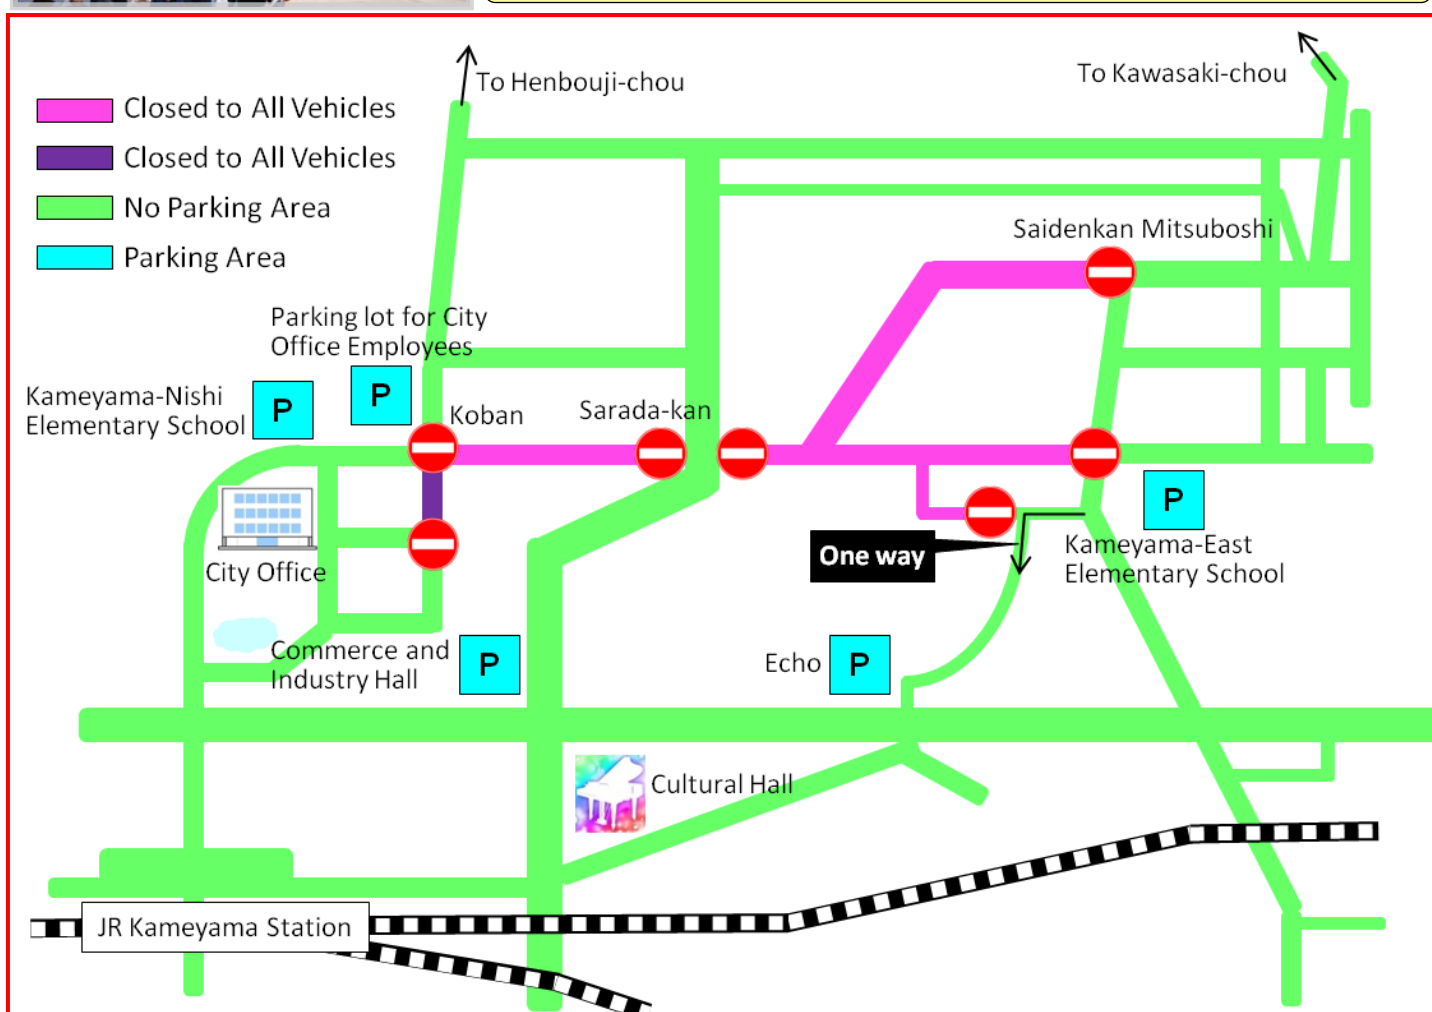 To Henbouji-chou
To Kawasaki-chou
Closed to All Vehicles
Closed to All Vehicles
No Parking Area
Parking Area
Saidenkan Mitsuboshi
Parking lot for City
Office Employees
Kameyama-Nishi
Elementary School
P
P
Koban
Sarada-kan
P
One way
Kameyama-East
Elementary School
City Office
Commerce and
Industry Hall
P
Echo
P
Cultural Hall
JR Kameyama Station